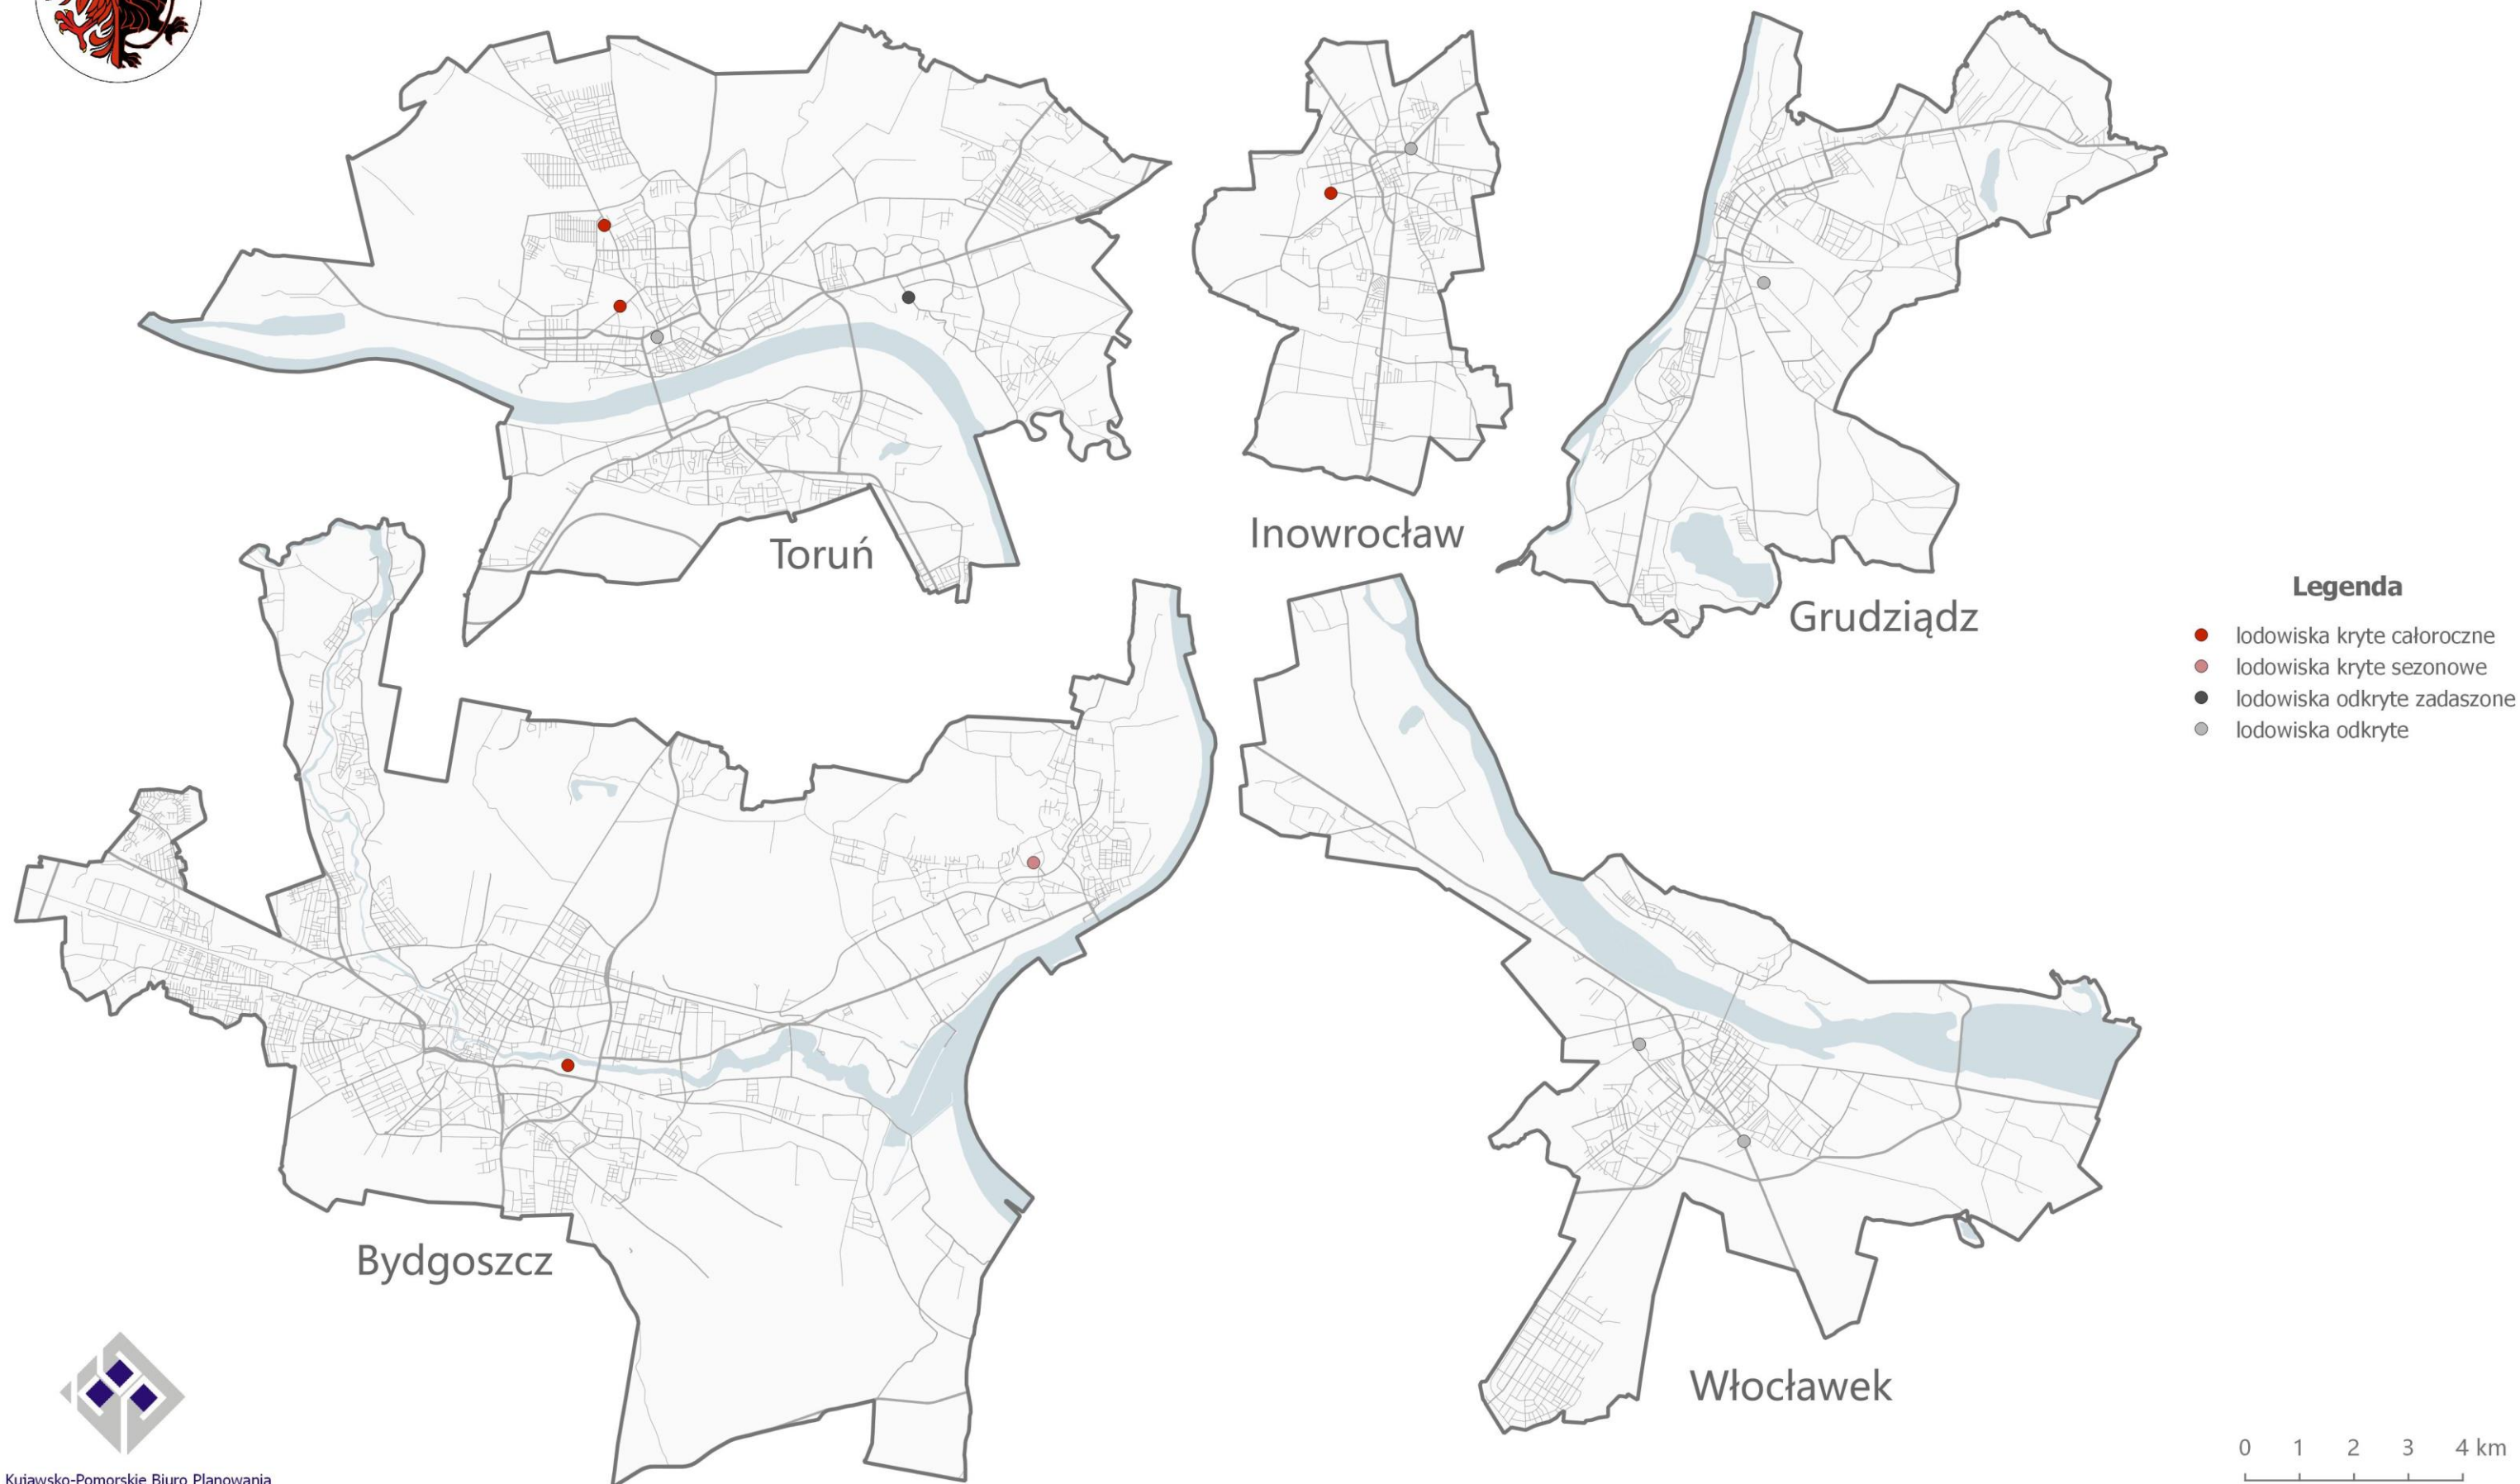 Toruń
Inowrocław
Grudziądz
Legenda
lodowiska kryte całoroczne
lodowiska kryte sezonowe
lodowiska odkryte zadaszone
lodowiska odkryte
Bydgoszcz
Włocławek
0 1 2 3 4 km
Kujawsko-Pomorskie Biuro Planowania